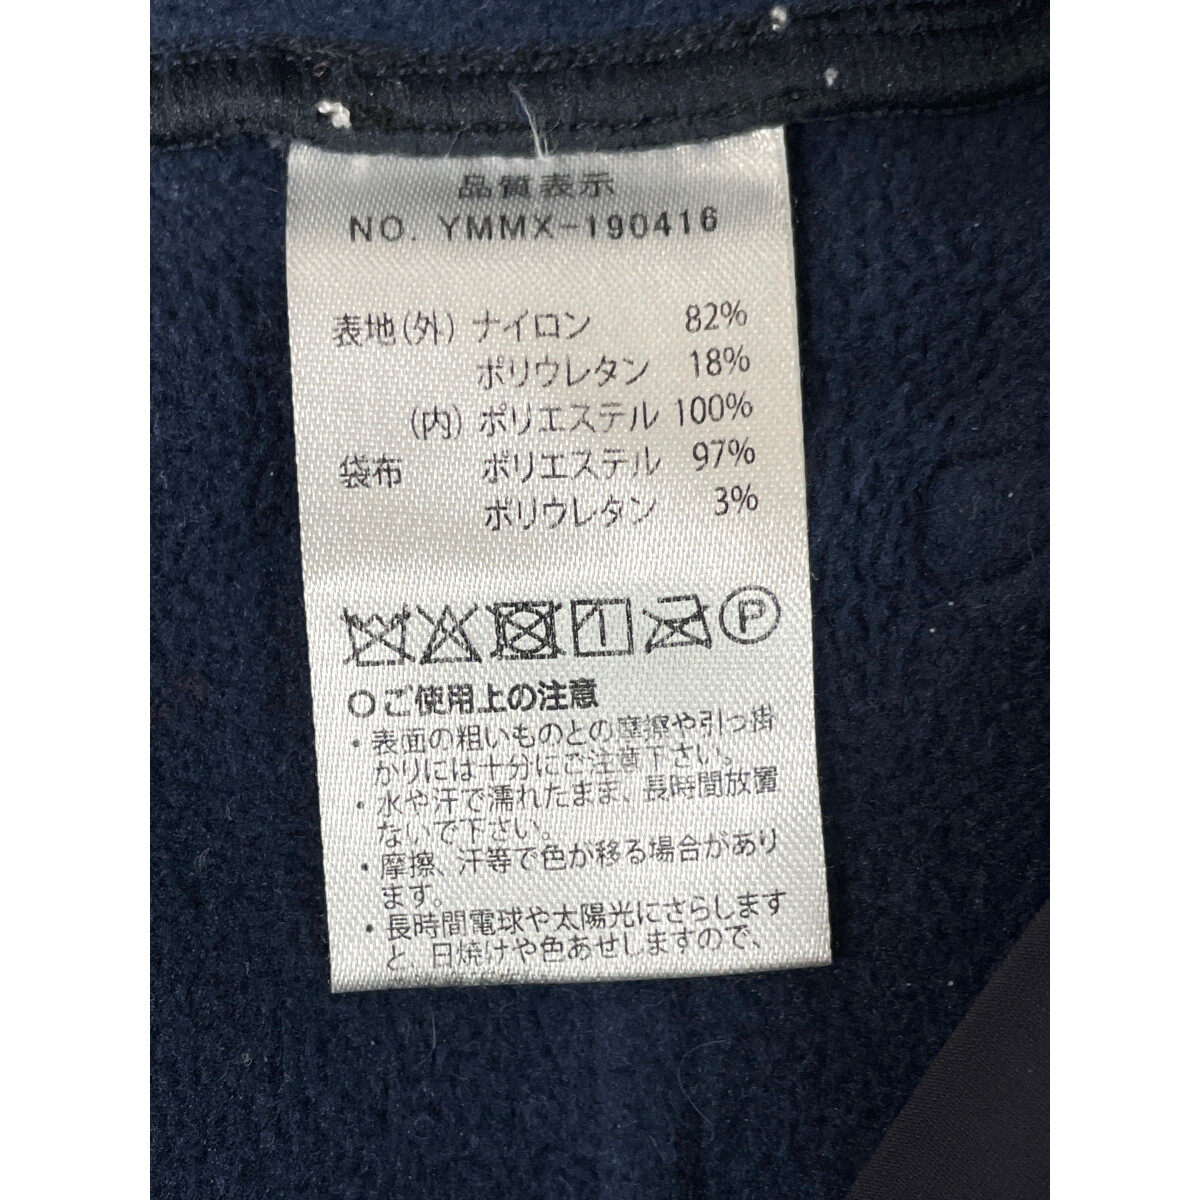 品質表示
NO. YMMX-190416
表地(外) ナイロン 82%
ポリウレタン 18%
(内) ポリエステル 100%
袋布 ポリエステル 97%
ポリウレタン 3%
P
○ご使用上の注意
・表面の粗いものとの摩擦や引っ掛
かりには十分にご注意下さい。
・水や汗で濡れたまま、長時間放置
ないで下さい。
・摩擦、汗等で色が移る場合があり
ます。
・長時間電球や太陽光にさらします
と、日焼けや色あせしますので、